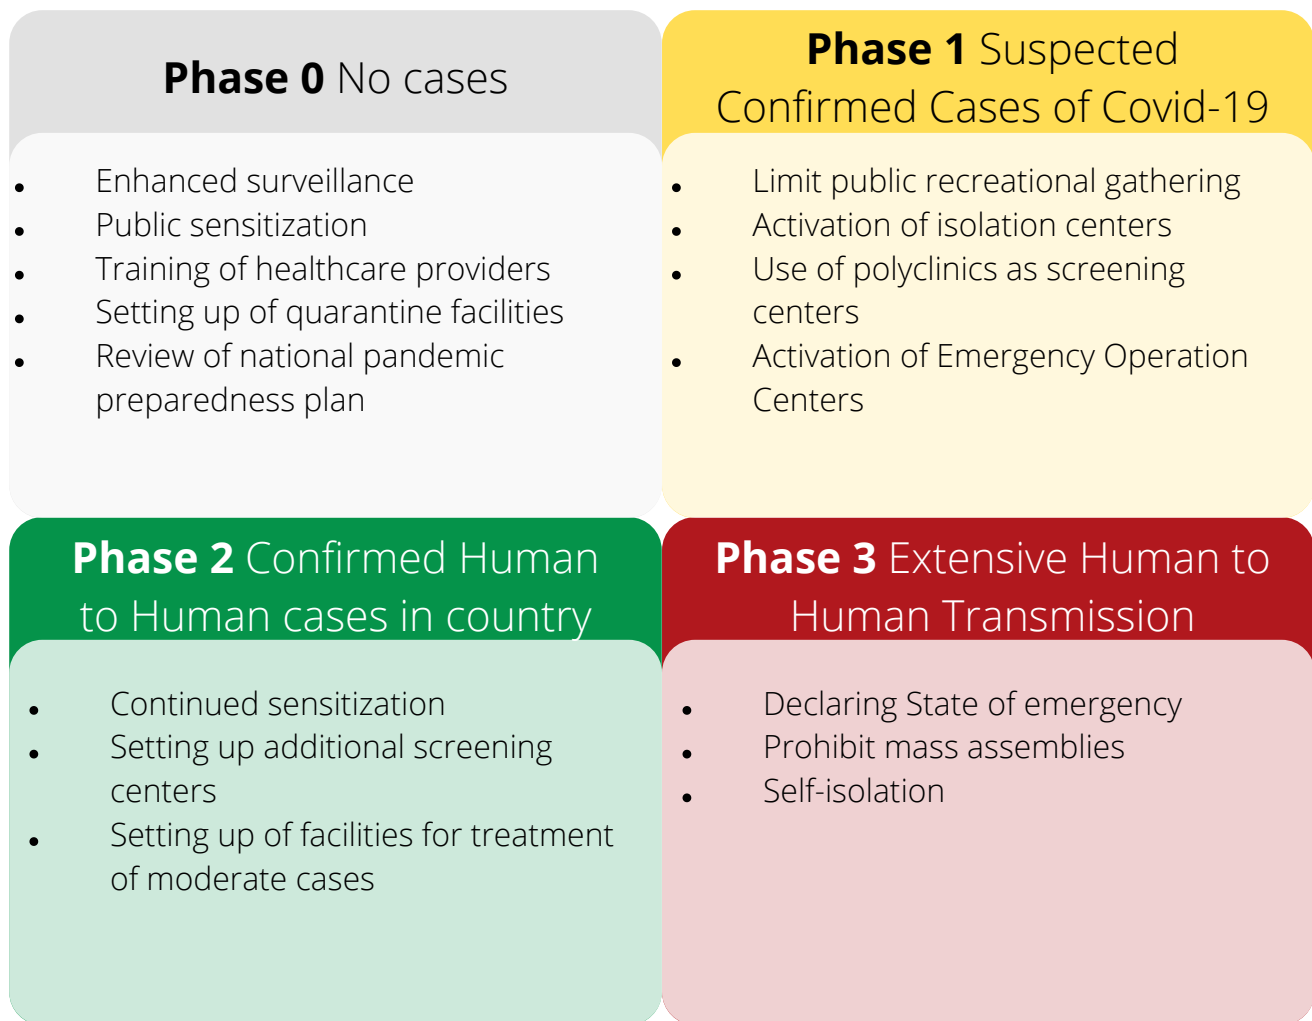 Phase 0 No cases
• Enhanced surveillance
• Public sensitization
• Training of healthcare providers
• Setting up of quarantine facilities
• Review of national pandemic
preparedness plan
Phase 1 Suspected
Confirmed Cases of Covid-19
• Limit public recreational gathering
• Activation of isolation centers
• Use of polyclinics as screening
centers
• Activation of Emergency Operation
Centers
Phase 2 Confirmed Human
to Human cases in country
• Continued sensitization
• Setting up additional screening
centers
• Setting up of facilities for treatment
of moderate cases
Phase 3 Extensive Human to
Human Transmission
• Declaring State of emergency
• Prohibit mass assemblies
• Self-isolation